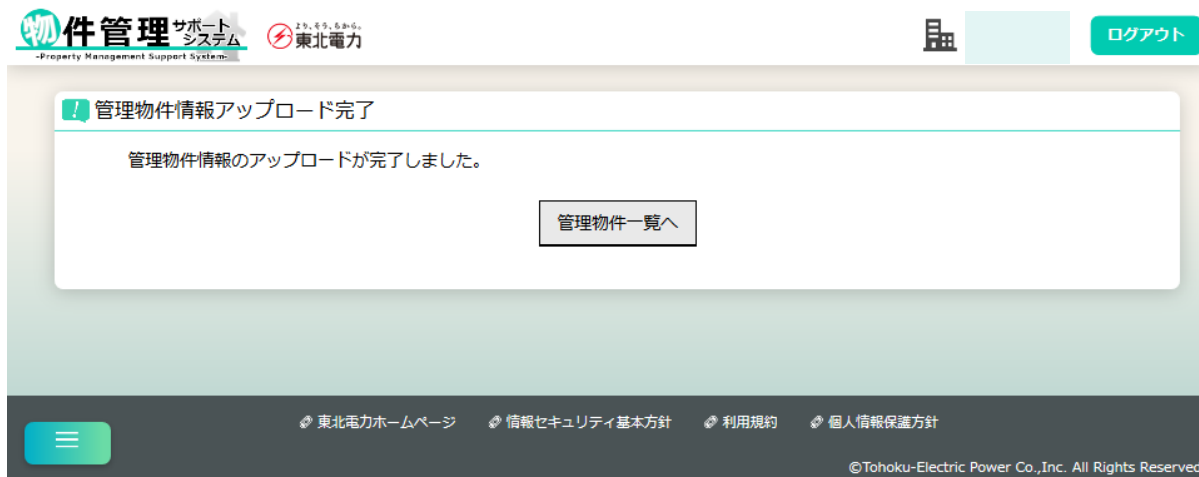 物件管理サポートシステム
-Property Management Support System-
より、そう、ちから。
東北電力
ログアウト
管理物件情報アップロード完了
管理物件情報のアップロードが完了しました。
管理物件一覧へ
東北電力ホームページ 情報セキュリティ基本方針 利用規約 個人情報保護方針
©Tohoku-Electric Power Co.,Inc. All Rights Reserved